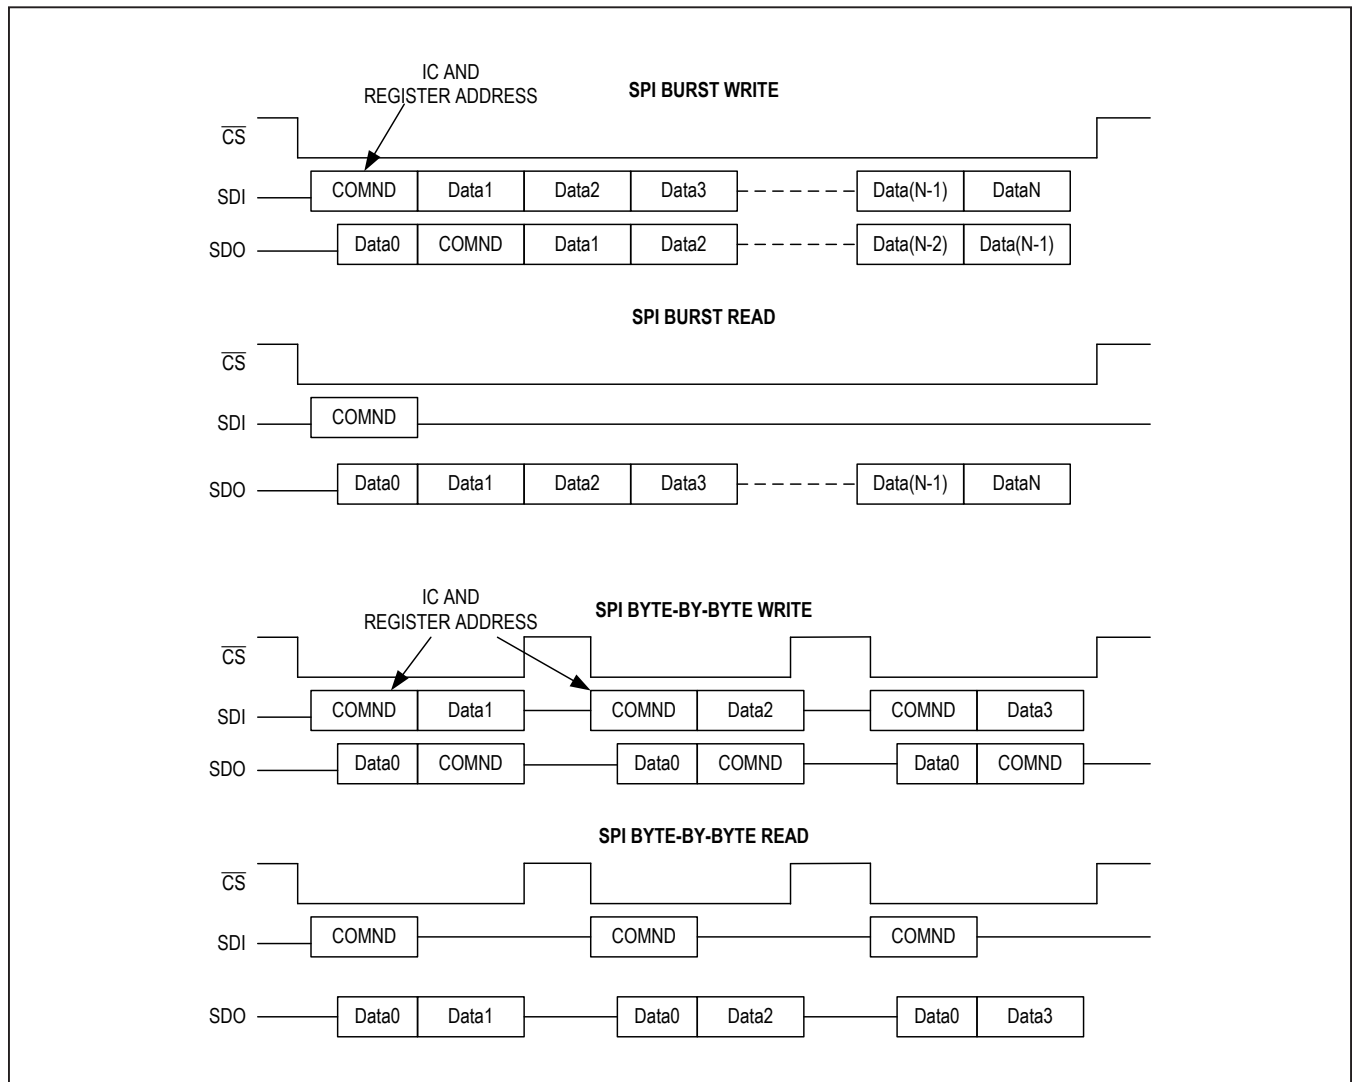 IC AND
REGISTER ADDRESS
SPI BURST WRITE
CS
SDI COMND Data1 Data2 Data3 Data(N-1) DataN
SDO Data0 COMND Data1 Data2 Data(N-2) Data(N-1)
SPI BURST READ
CS
SDI COMND
SDO Data0 Data1 Data2 Data3 Data(N-1) DataN
IC AND
REGISTER ADDRESS
SPI BYTE-BY-BYTE WRITE
CS
SDI COMND Data1 COMND Data2 COMND Data3
SDO Data0 COMND Data0 COMND Data0 COMND
SPI BYTE-BY-BYTE READ
CS
SDI COMND COMND COMND
SDO Data0 Data1 Data0 Data2 Data0 Data3